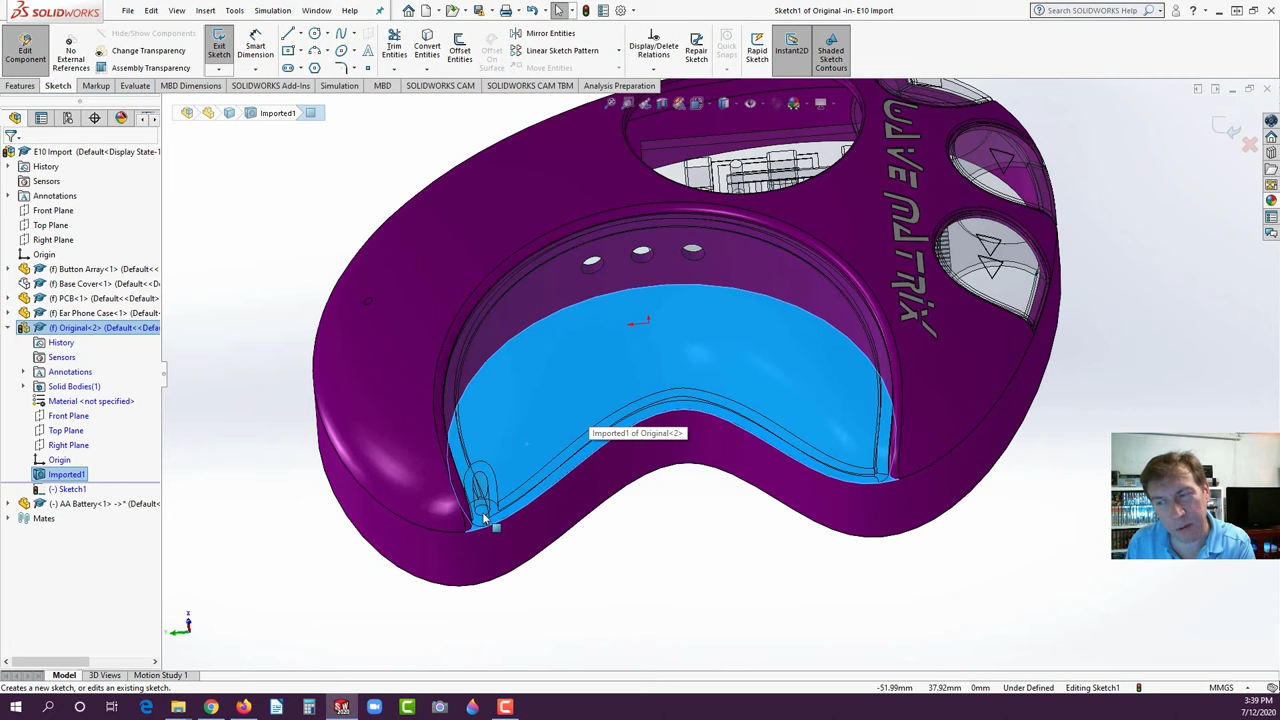 SOLIDWORKS
File Edit View Insert Tools Simulation Window Help
Sketch1 of Original -in- E10 Import
Search SOLIDWORKS Help
Edit Component
No External References
Hide/Show Components
Change Transparency
Assembly Transparency
Exit Sketch
Smart Dimension
Trim Entities
Convert Entities
Offset Entities
Offset On Surface
Mirror Entities
Linear Sketch Pattern
Move Entities
Display/Delete Relations
Repair Sketch
Quick Snaps
Rapid Sketch
Instant2D
Shaded Sketch Contours
Features Sketch Markup Evaluate MBD Dimensions SOLIDWORKS Add-Ins Simulation MBD SOLIDWORKS CAM SOLIDWORKS CAM TBM Analysis Preparation
Imported1
E10 Import (Default<Display State-1
History
Sensors
Annotations
Front Plane
Top Plane
Right Plane
Origin
(f) Button Array<1> (Default<<D
(f) Base Cover<1> (Default<<De
(f) PCB<1> (Default<<Default>_
(f) Ear Phone Case<1> (Default<
(f) Original<2> (Default<<Defau
History
Sensors
Annotations
Solid Bodies(1)
Material <not specified>
Front Plane
Top Plane
Right Plane
Origin
Imported1
(-) Sketch1
(-) AA Battery<1> ->* (Default<<
Mates
Imported1 of Original<2>
Z
Y
Model 3D Views Motion Study 1
Creates a new sketch, or edits an existing sketch.
-51.99mm 37.92mm 0mm Under Defined Editing Sketch1 MMGS
3:39 PM
7/12/2020